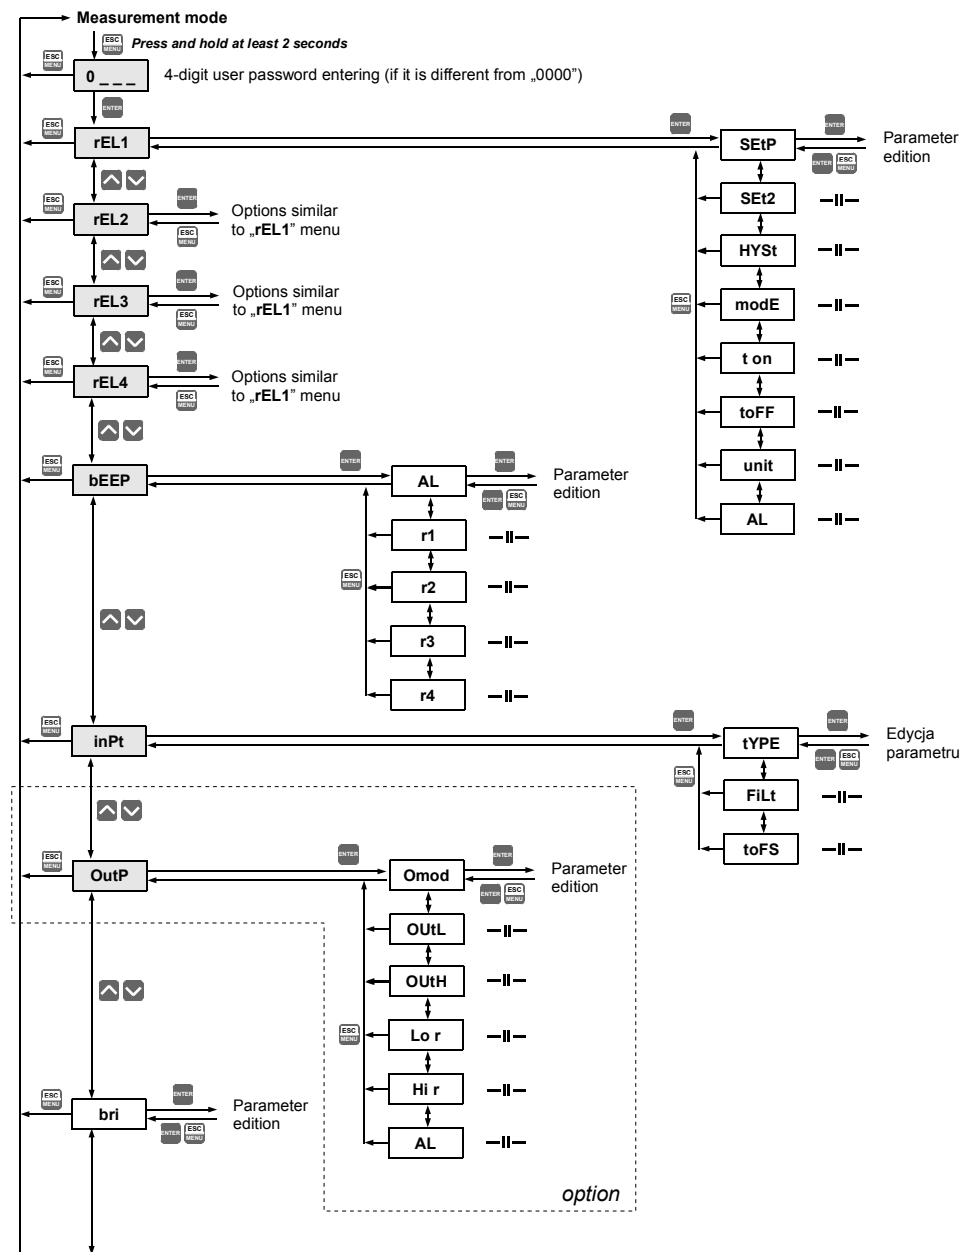 Measurement mode
ESC
MENU
Press and hold at least 2 seconds
ESC
MENU
0 _ _ _
4-digit user password entering (if it is different from „0000”)
ENTER
ESC
MENU
rEL1
ENTER
SEtP
ENTER
ENTER
ESC
MENU
Parameter
edition
ESC
MENU
rEL2
ENTER
ESC
MENU
Options similar
to „rEL1” menu
SEt2
HYSt
ESC
MENU
rEL3
ENTER
ESC
MENU
Options similar
to „rEL1” menu
ESC
MENU
modE
t on
ESC
MENU
rEL4
ENTER
ESC
MENU
Options similar
to „rEL1” menu
toFF
unit
AL
ESC
MENU
bEEP
ENTER
AL
ENTER
ENTER
ESC
MENU
Parameter
edition
r1
ESC
MENU
r2
r3
r4
ESC
MENU
inPt
ENTER
tYPE
ENTER
ENTER
ESC
MENU
Edycja
parametru
ESC
MENU
FiLt
toFS
ESC
MENU
OutP
ENTER
Omod
ENTER
ENTER
ESC
MENU
Parameter
edition
OUtL
OUtH
ESC
MENU
Lo r
Hi r
AL
ESC
MENU
bri
ENTER
ENTER
ESC
MENU
Parameter
edition
option